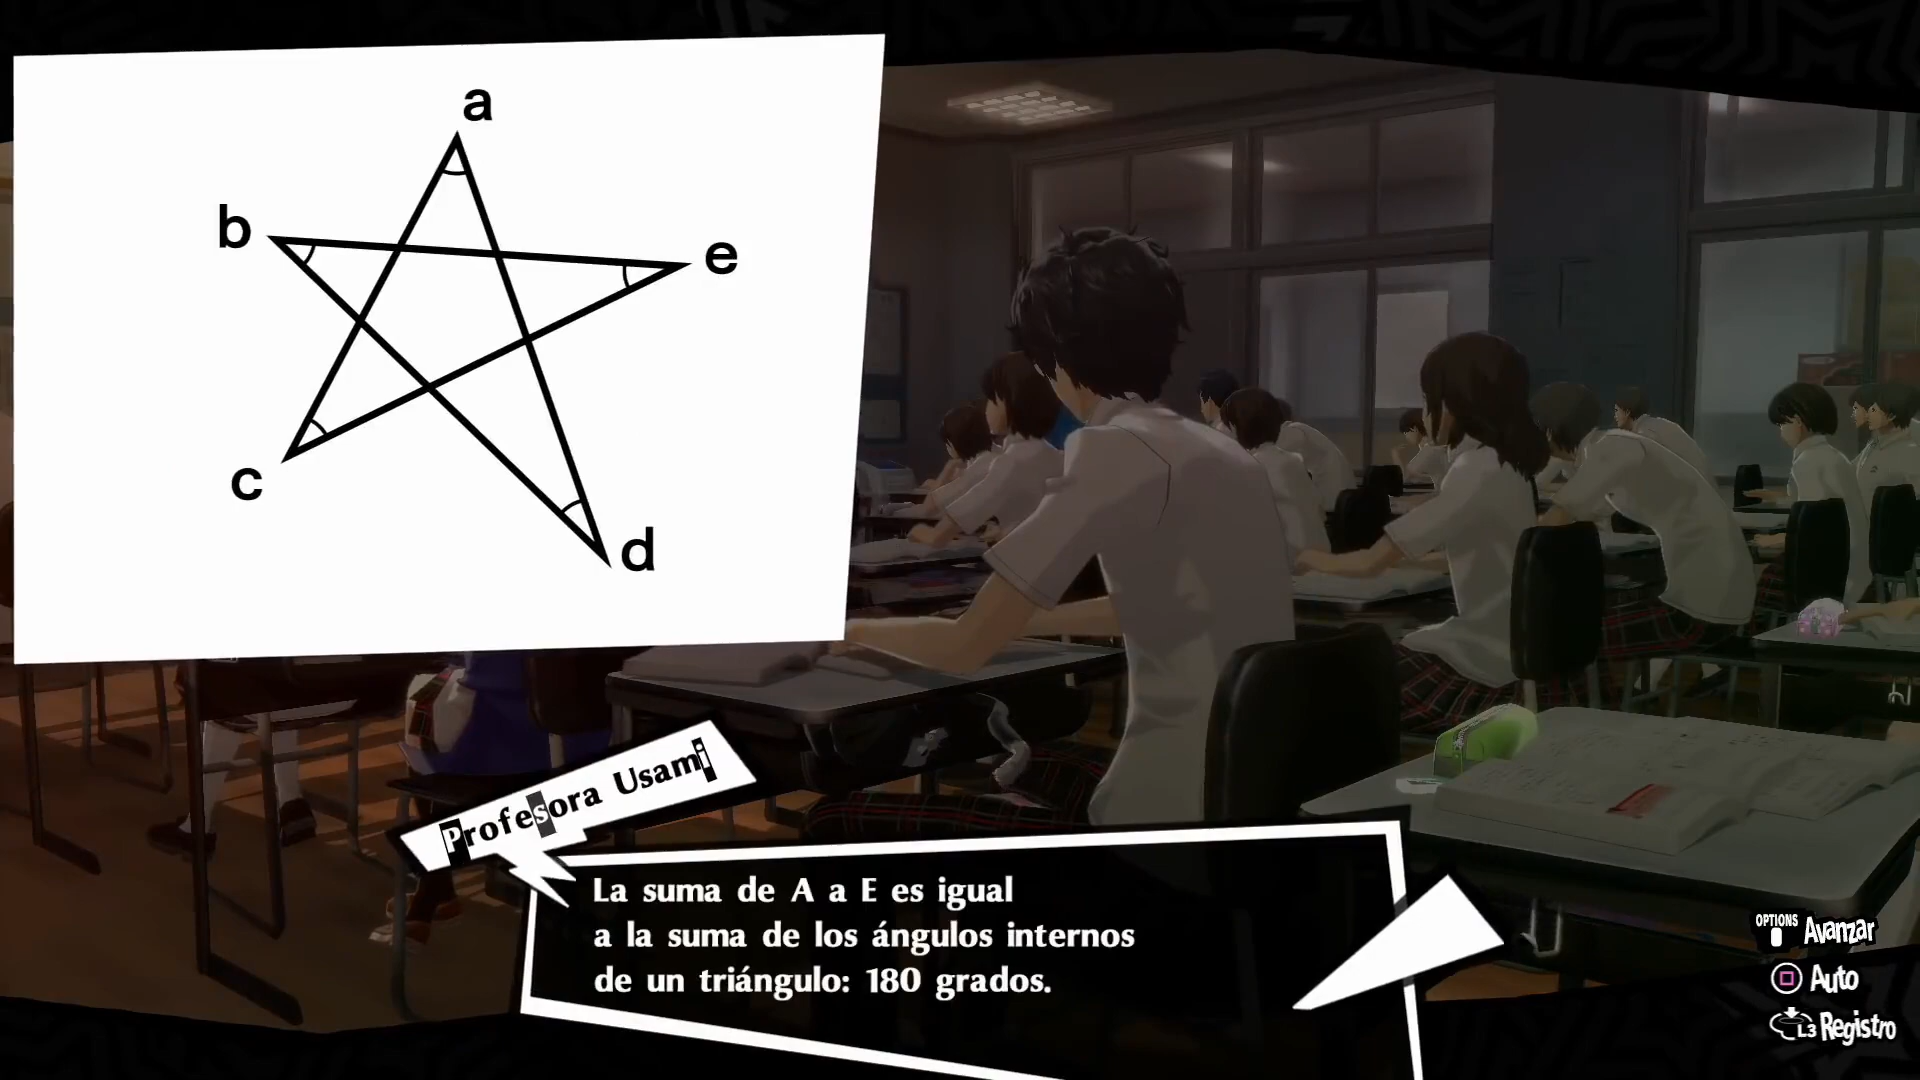 a
b
e
c
d
Profesora Usami
La suma de A a E es igual
a la suma de los ángulos internos
de un triángulo: 180 grados.
OPTIONS Avanzar
Auto
L3 Registro